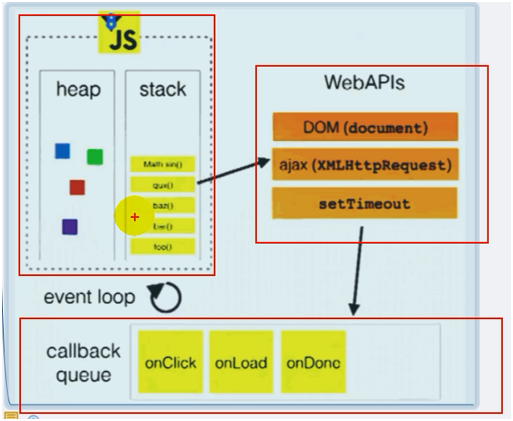 JS
heap
stack
Math sin()
qux()
baz()
bar()
foo()
WebAPIs
DOM (document)
ajax (XMLHttpRequest)
setTimeout
event loop
callback
queue
onClick
onLoad
onDone